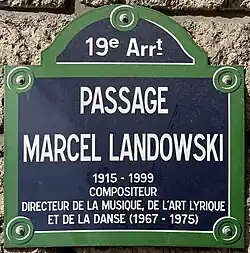 19e Arrt
PASSAGE
MARCEL LANDOWSKI
1915 - 1999
COMPOSITEUR
DIRECTEUR DE LA MUSIQUE, DE L'ART LYRIQUE
ET DE LA DANSE (1967 - 1975)